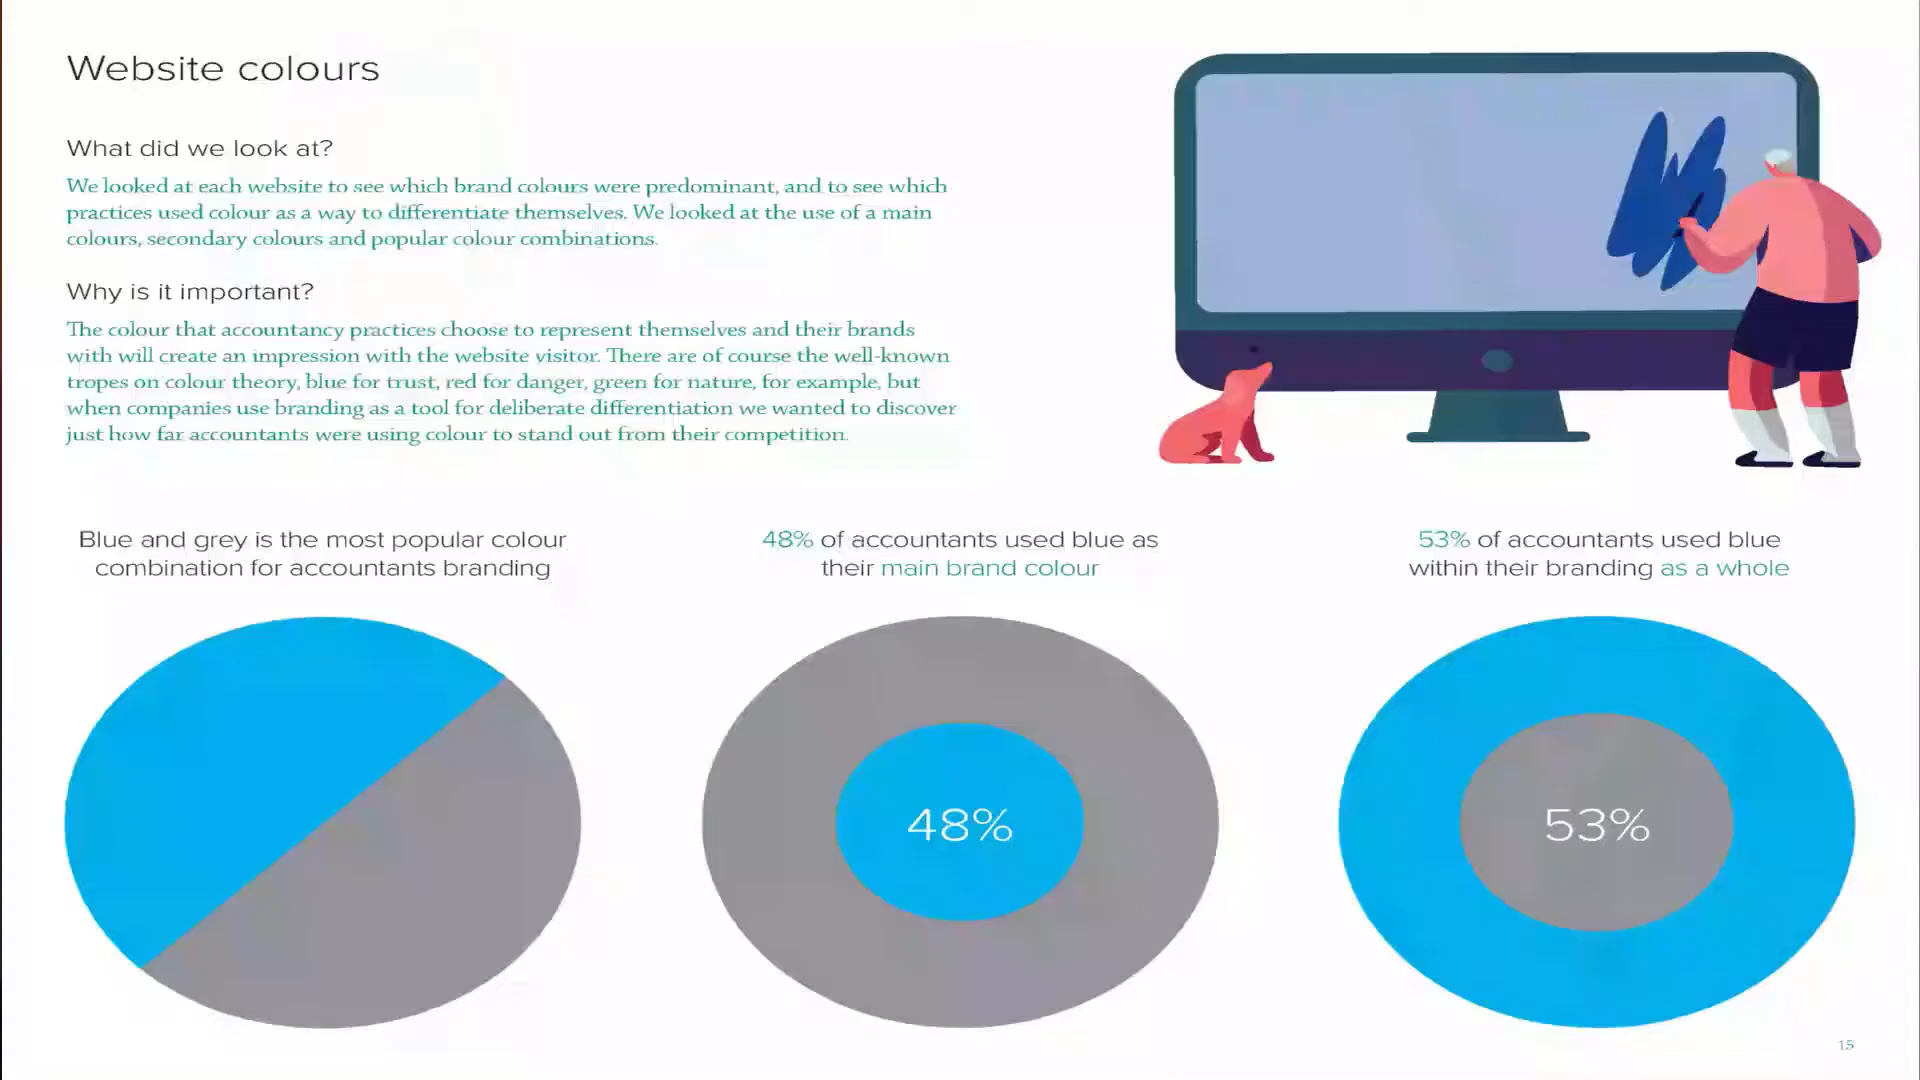 Website colours
What did we look at?
We looked at each website to see which brand colours were predominant, and to see which
practices used colour as a way to differentiate themselves. We looked at the use of a main
colours, secondary colours and popular colour combinations.
Why is it important?
The colour that accountancy practices choose to represent themselves and their brands
with will create an impression with the website visitor. There are of course the well-known
tropes on colour theory, blue for trust, red for danger, green for nature, for example, but
when companies use branding as a tool for deliberate differentiation we wanted to discover
just how far accountants were using colour to stand out from their competition.
Blue and grey is the most popular colour
combination for accountants branding
48% of accountants used blue as
their main brand colour
48%
53% of accountants used blue
within their branding as a whole
53%
15